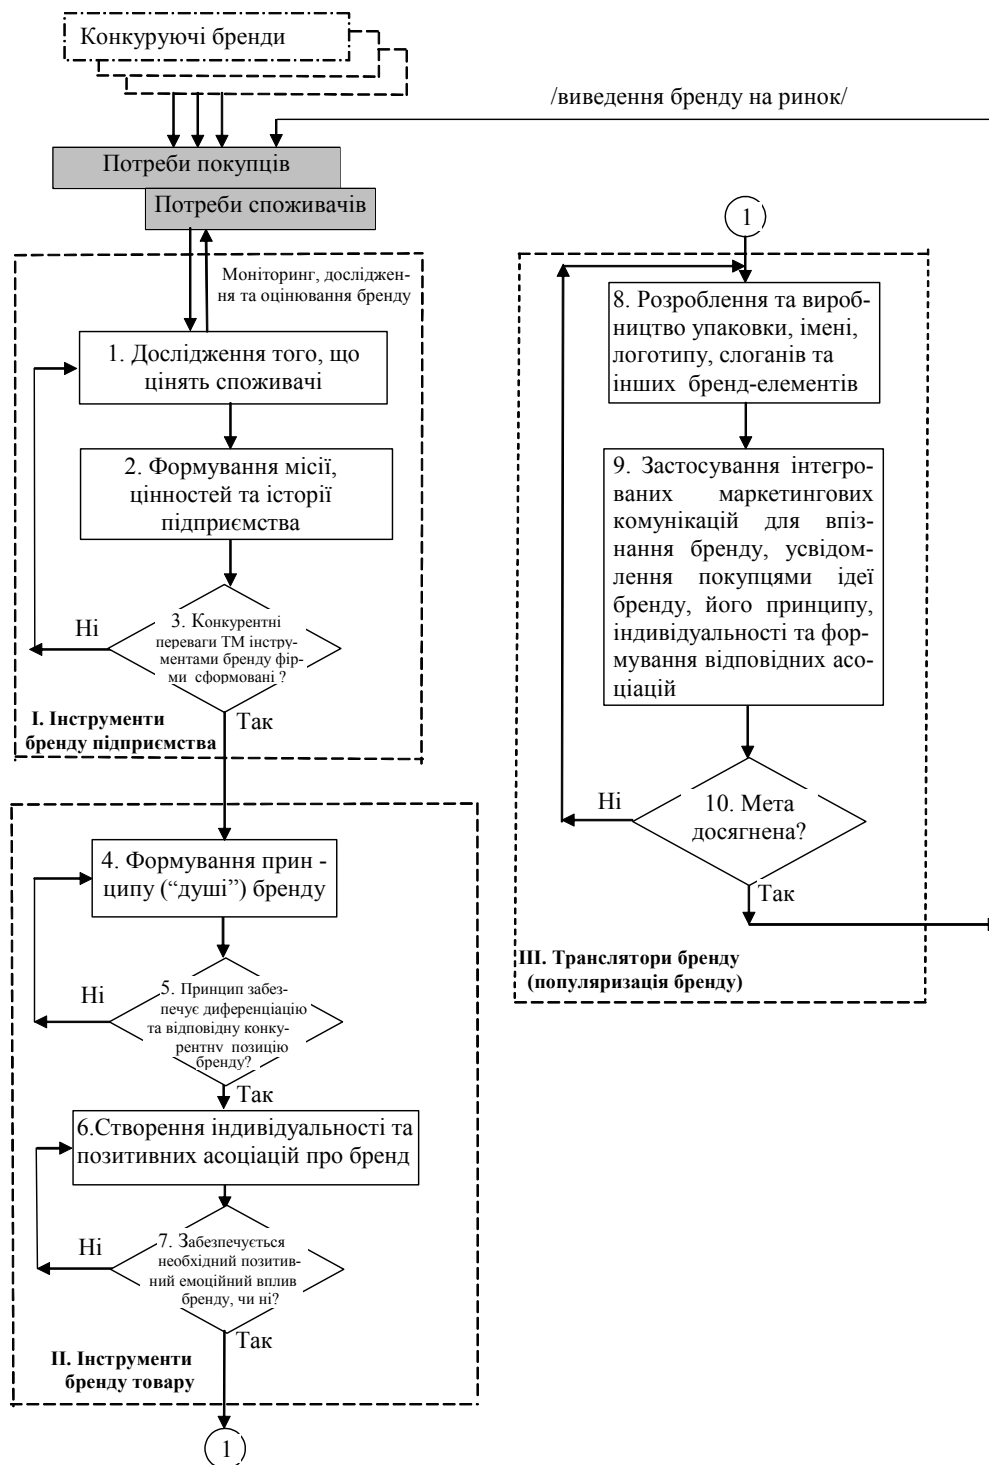 Конкуруючі бренди
/виведення бренду на ринок/
Потреби покупців
Потреби споживачів
Моніторинг, досліджен-
ня та оцінювання бренду
1. Дослідження того, що
цінять споживачі
2. Формування місії,
цінностей та історії
підприємства
3. Конкурентні
переваги ТМ інстру-
ментами бренду фір-
ми сформовані ?
Ні
Так
I. Інструменти
бренду підприємства
4. Формування прин -
ципу (“душі”) бренду
5. Принцип забез-
печує диференціацію
та відповідну конку-
рентну позицію
бренду?
Ні
Так
6.Створення індивідуальності та
позитивних асоціацій про бренд
7. Забезпечується
необхідний позитив-
ний емоційний вплив
бренду, чи ні?
Ні
Так
II. Інструменти
бренду товару
1
1
8. Розроблення та вироб-
ництво упаковки, імені,
логотипу, слоганів та
інших бренд-елементів
9. Застосування інтегро-
ваних маркетингових
комунікацій для впіз-
нання бренду, усвідом-
лення покупцями ідеї
бренду, його принципу,
індивідуальності та фор-
мування відповідних асо-
ціацій
10. Мета
досягнена?
Ні
Так
III. Транслятори бренду
(популяризація бренду)